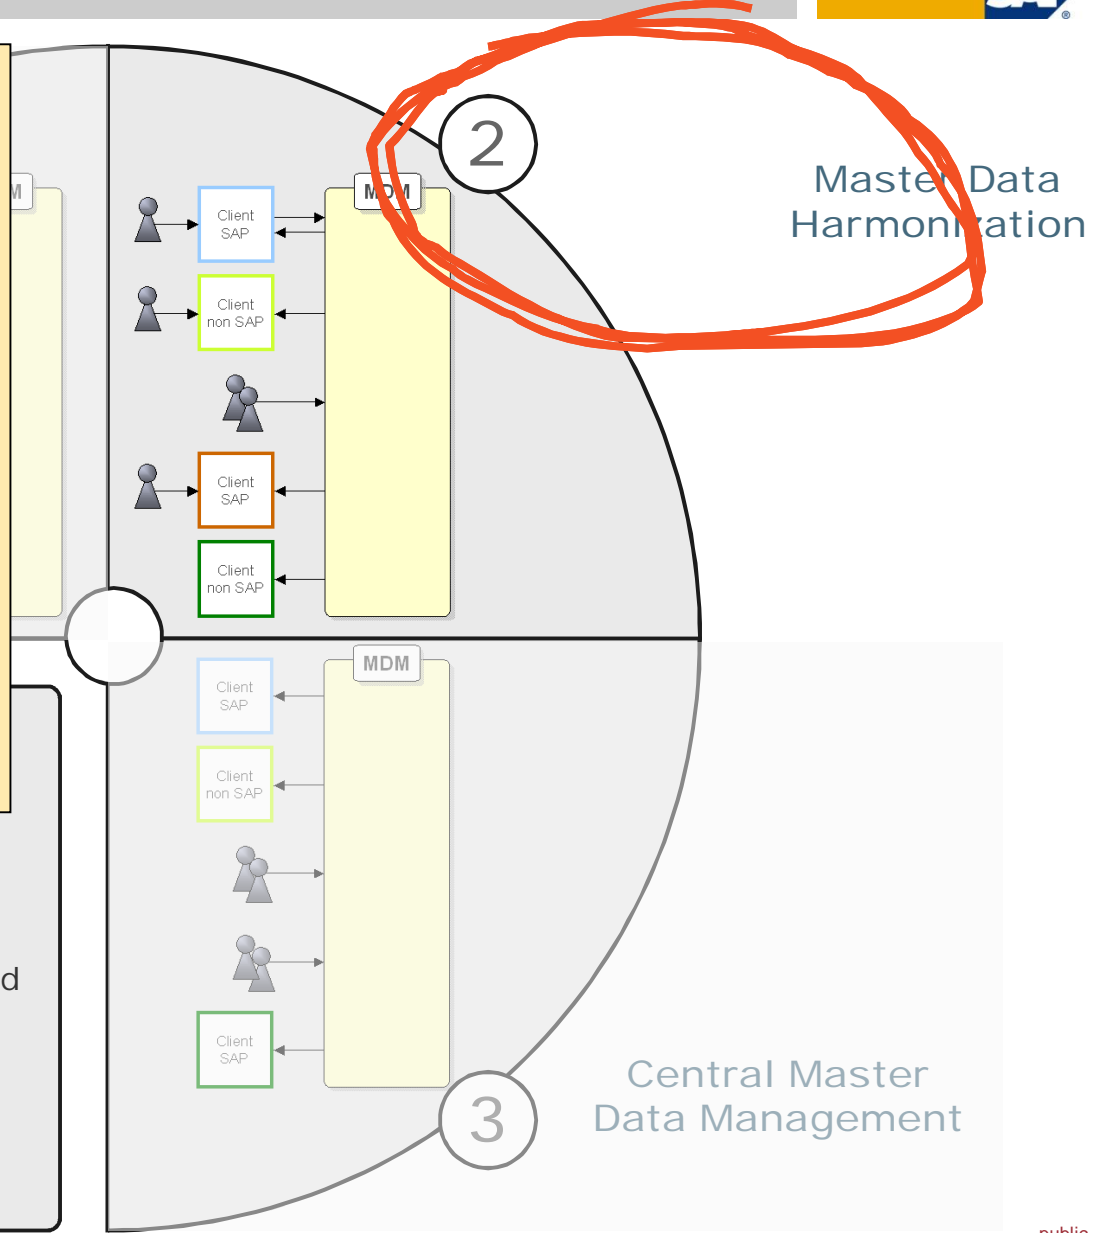 2
Master Data
Harmonization
M
MDM
Client
SAP
Client
non SAP
Client
SAP
Client
non SAP
MDM
Client
SAP
Client
non SAP
d
Client
SAP
Central Master
Data Management
3